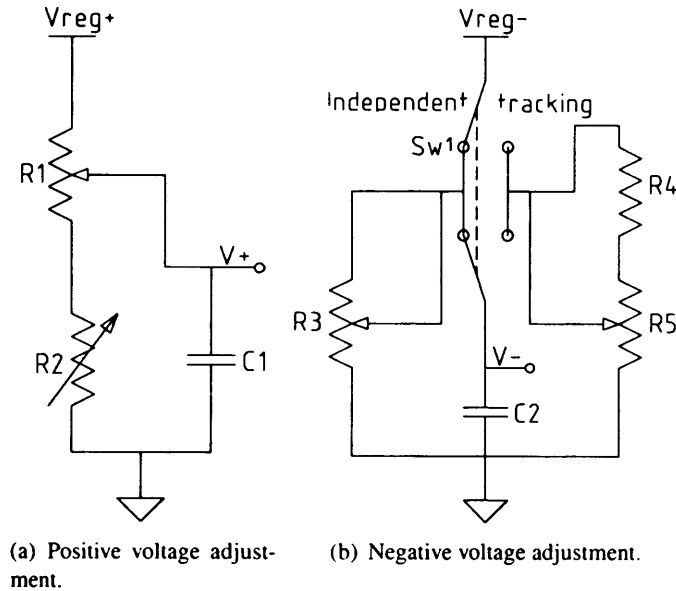 Vreg+
R1
V+
R2
C1
(a) Positive voltage adjust-
ment.
Vreg-
Independent tracking
Sw1
R4
R3
R5
V-
C2
(b) Negative voltage adjustment.